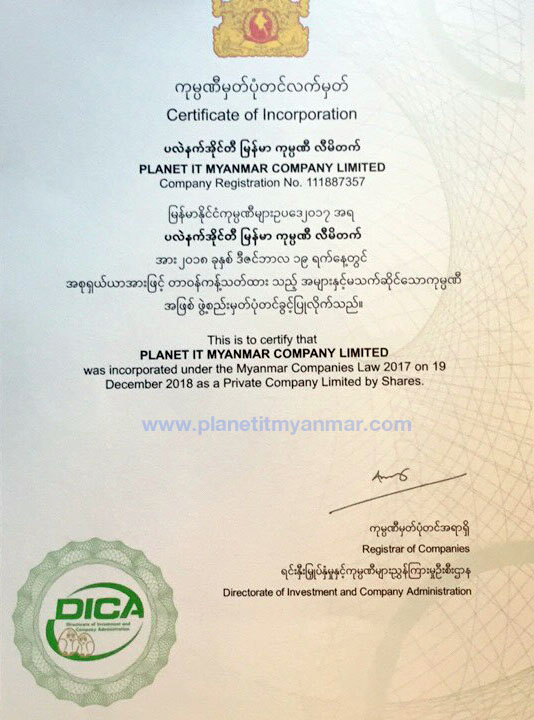 ကုမ္ပဏီမှတ်ပုံတင်လက်မှတ်
Certificate of Incorporation
ပလဲနက်အိုင်တီ မြန်မာ ကုမ္ပဏီ လီမိတက်
PLANET IT MYANMAR COMPANY LIMITED
Company Registration No. 111887357
မြန်မာနိုင်ငံကုမ္ပဏီများဥပဒေ၂၀၁၇ အရ
ပလဲနက်အိုင်တီ မြန်မာ ကုမ္ပဏီ လီမိတက်
အား ၂၀၁၈ ခုနှစ် ဒီဇင်ဘာလ ၁၉ ရက်နေ့တွင်
အစုရှယ်ယာအားဖြင့် တာဝန်ကန့်သတ်ထား သည့် အများနှင့်မသက်ဆိုင်သောကုမ္ပဏီ
အဖြစ် ဖွဲ့စည်းမှတ်ပုံတင်ခွင့်ပြုလိုက်သည်။
This is to certify that
PLANET IT MYANMAR COMPANY LIMITED
was incorporated under the Myanmar Companies Law 2017 on 19
December 2018 as a Private Company Limited by Shares.
www.planetitmyanmar.com
ကုမ္ပဏီမှတ်ပုံတင်အရာရှိ
Registrar of Companies
ရင်းနှီးမြှုပ်နှံမှုနှင့်ကုမ္ပဏီများညွှန်ကြားမှုဦးစီးဌာန
Directorate of Investment and Company Administration
DICA
Directorate of Investment and
Company Administration